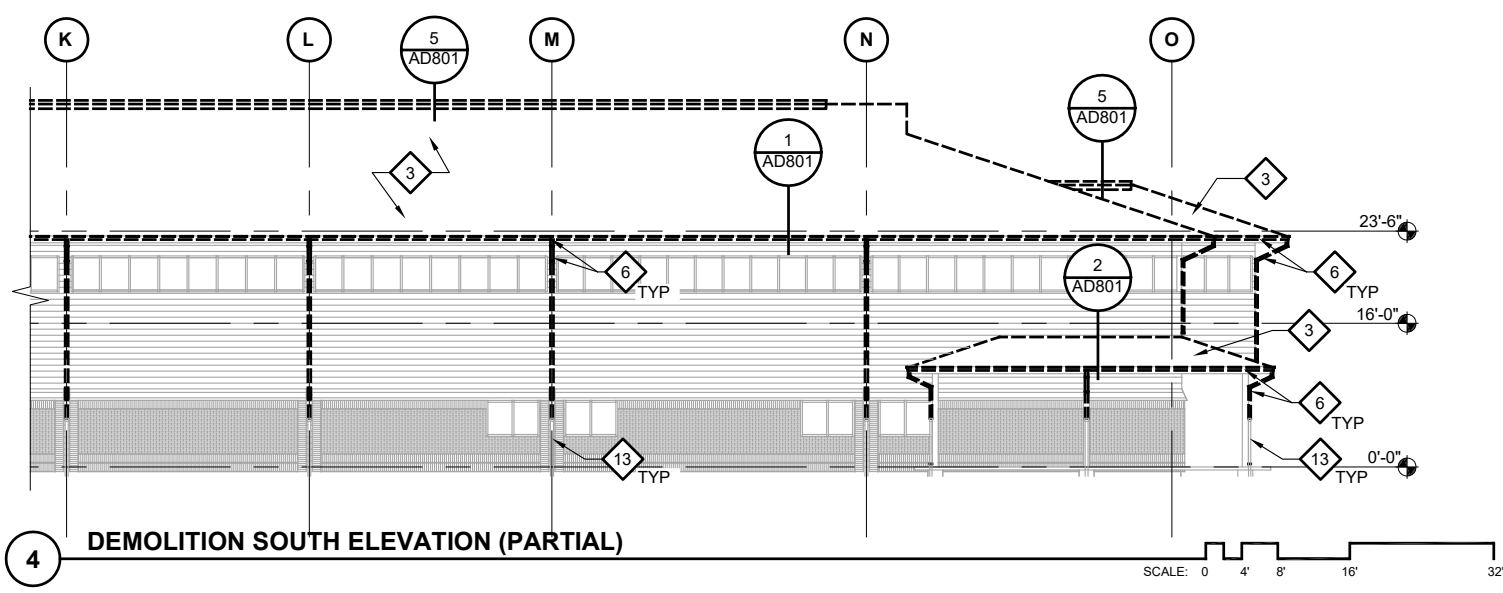 K
L
5
AD801
M
N
O
5
AD801
1
AD801
3
3
23'-6"
6
TYP
2
AD801
6
TYP
16'-0"
3
6
TYP
13
TYP
13
TYP
0'-0"
4
DEMOLITION SOUTH ELEVATION (PARTIAL)
SCALE: 0 4' 8' 16' 32'